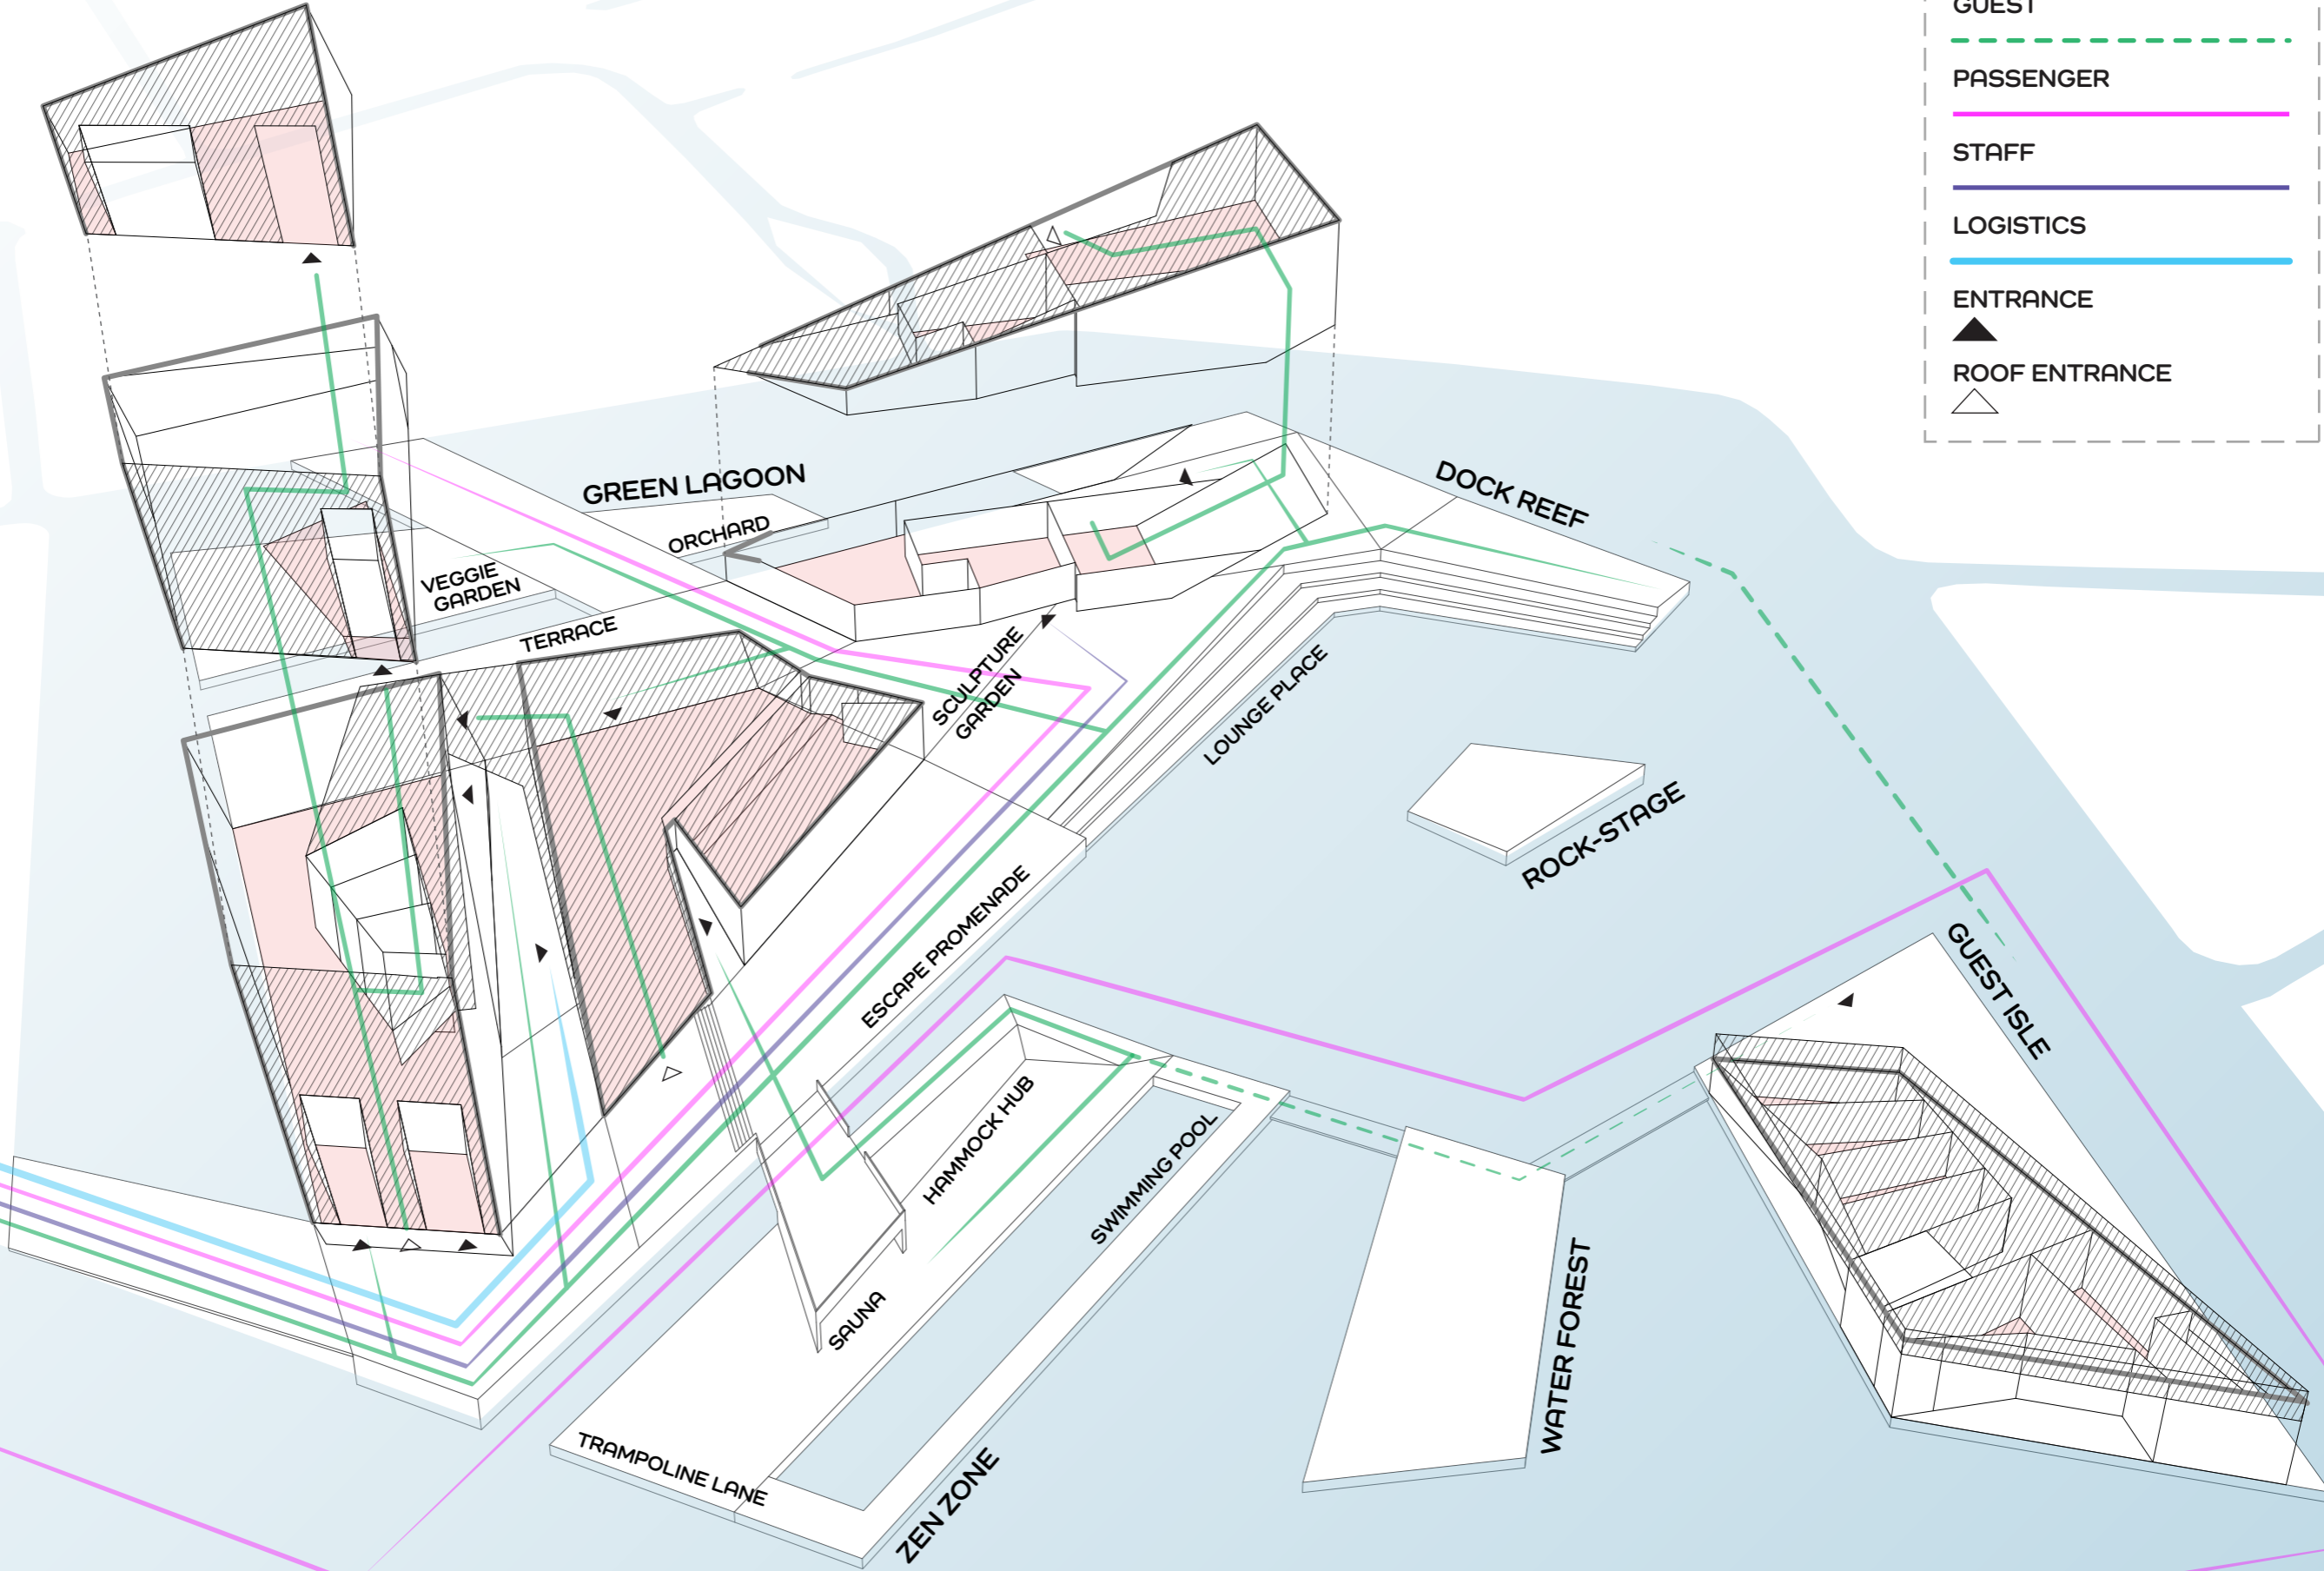 GUEST
PASSENGER
STAFF
LOGISTICS
ENTRANCE
ROOF ENTRANCE
GREEN LAGOON
DOCK REEF
ORCHARD
VEGGIE
GARDEN
TERRACE
SCULPTURE
GARDEN
LOUNGE PLACE
ROCK-STAGE
ESCAPE PROMENADE
GUEST ISLE
HAMMOCK HUB
SWIMMING POOL
SAUNA
WATER FOREST
TRAMPOLINE LANE
ZEN ZONE